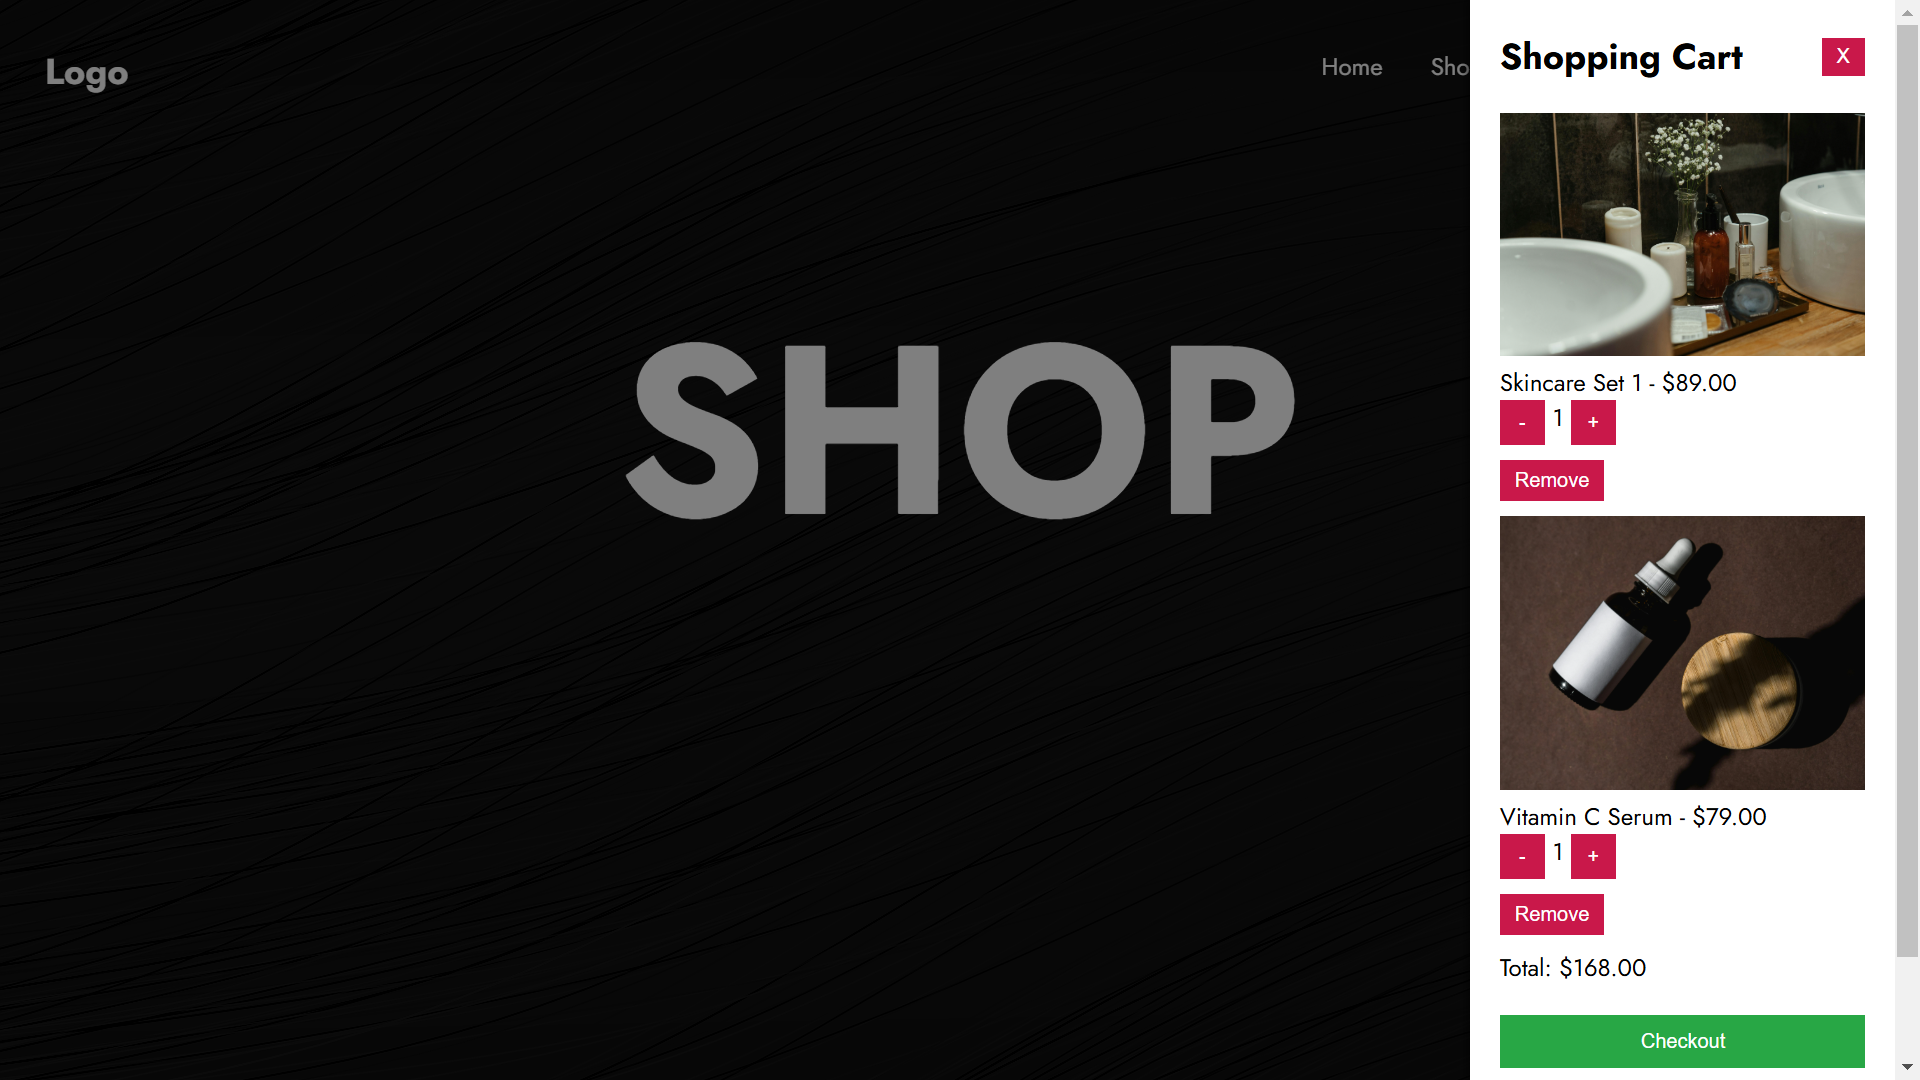 Logo
Home
Sho
SHOP
Shopping Cart
X
Skincare Set 1 - $89.00
- 1 +
Remove
Vitamin C Serum - $79.00
- 1 +
Remove
Total: $168.00
Checkout